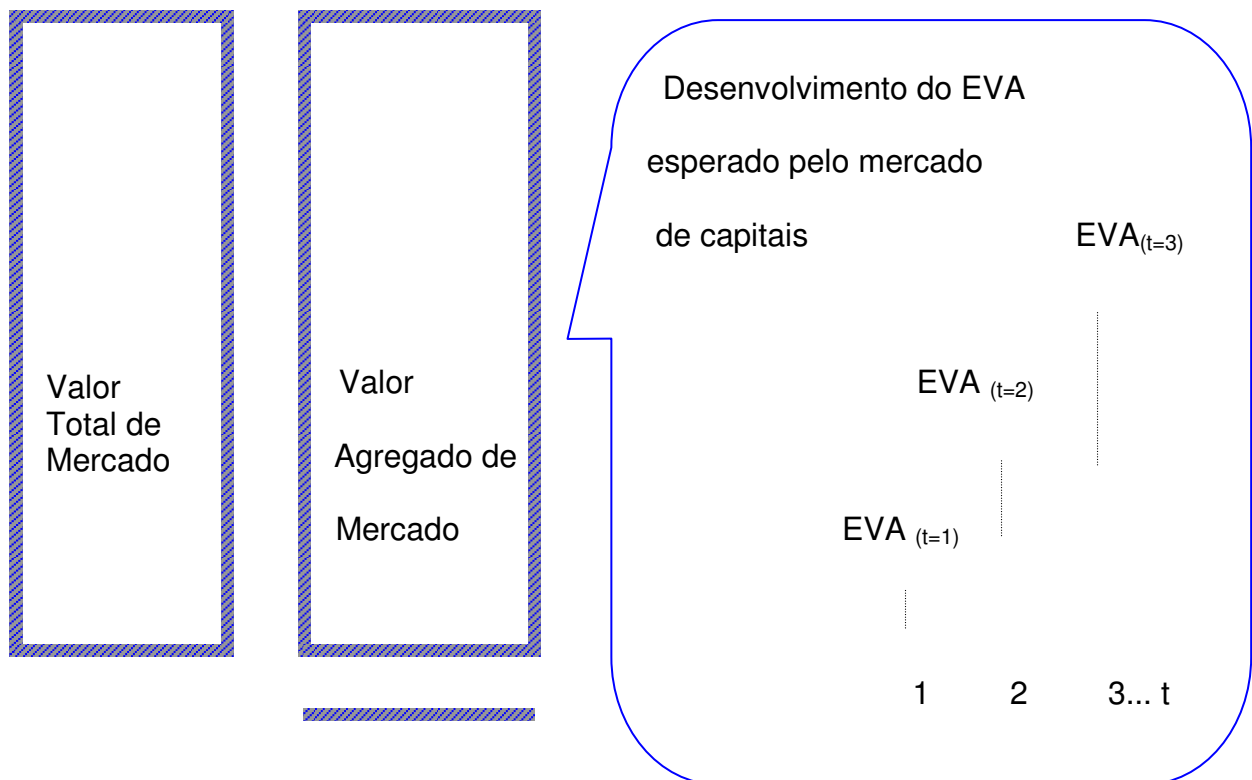 Valor
Total de
Mercado
Valor
Agregado de
Mercado
Desenvolvimento do EVA
esperado pelo mercado
de capitais
EVA(t=3)
EVA (t=2)
EVA (t=1)
1 2 3... t